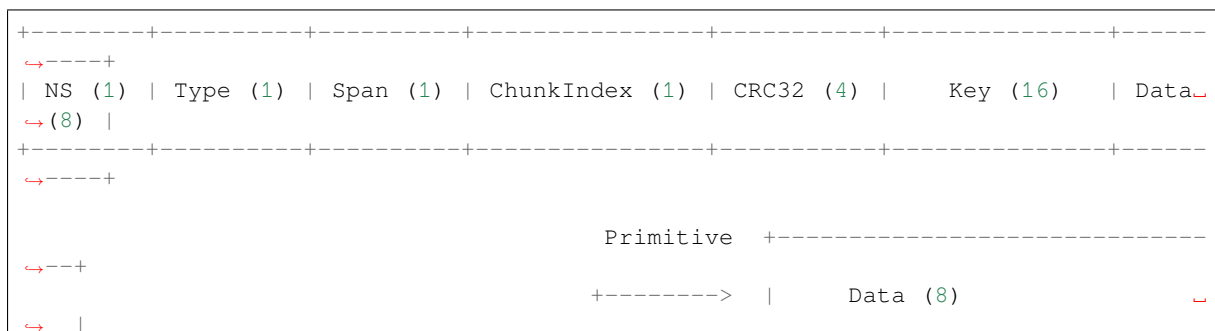 +--------+----------+----------+---------------+-----------+--------------+------
↪----+
| NS (1) | Type (1) | Span (1) | ChunkIndex (1) | CRC32 (4) |    Key (16)   | Data␣
↪(8) |
+--------+----------+----------+---------------+-----------+--------------+------
↪----+
Primitive  +------------------------------
↪--+
+-------->  |     Data (8)                 ␣
↪  |